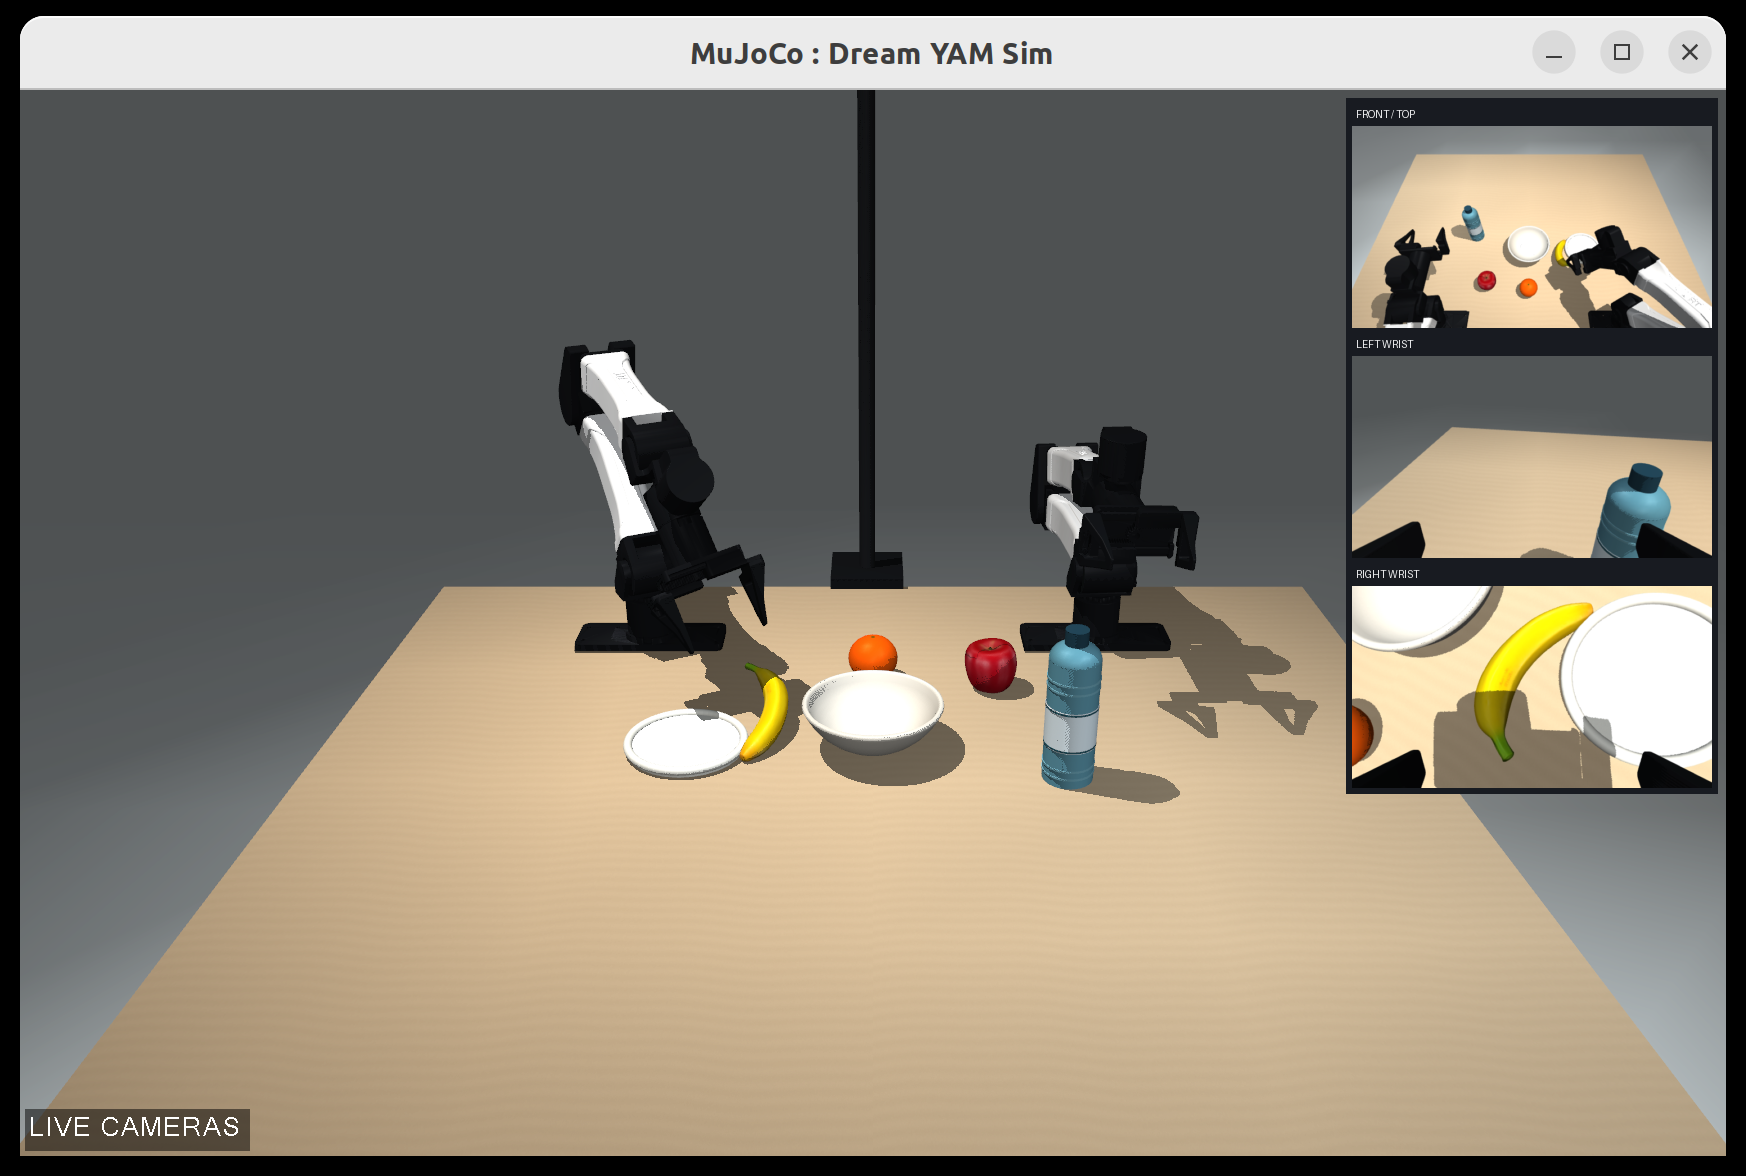 MuJoCo : Dream YAM Sim
FRONT / TOP
LEFT WRIST
RIGHT WRIST
LIVE CAMERAS